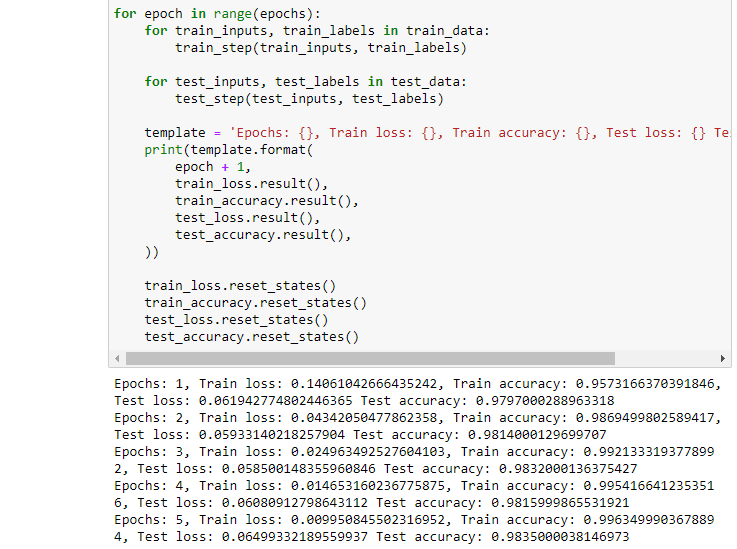 for epoch in range(epochs):
    for train_inputs, train_labels in train_data:
        train_step(train_inputs, train_labels)
    for test_inputs, test_labels in test_data:
        test_step(test_inputs, test_labels)
    template = 'Epochs: {}, Train loss: {}, Train accuracy: {}, Test loss: {} Te
    print(template.format(
        epoch + 1,
        train_loss.result(),
        train_accuracy.result(),
        test_loss.result(),
        test_accuracy.result(),
    ))
    train_loss.reset_states()
    train_accuracy.reset_states()
    test_loss.reset_states()
    test_accuracy.reset_states()
Epochs: 1, Train loss: 0.14061042666435242, Train accuracy: 0.9573166370391846,
Test loss: 0.061942774802446365 Test accuracy: 0.9797000288963318
Epochs: 2, Train loss: 0.04342050477862358, Train accuracy: 0.9869499802589417,
Test loss: 0.05933140218257904 Test accuracy: 0.9814000129699707
Epochs: 3, Train loss: 0.024963492527604103, Train accuracy: 0.992133319377899
2, Test loss: 0.058500148355960846 Test accuracy: 0.9832000136375427
Epochs: 4, Train loss: 0.014653160236775875, Train accuracy: 0.995416641235351
6, Test loss: 0.06080912798643112 Test accuracy: 0.9815999865531921
Epochs: 5, Train loss: 0.009950845502316952, Train accuracy: 0.996349990367889
4, Test loss: 0.06499332189559937 Test accuracy: 0.9835000038146973